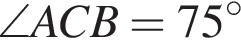 ∠ACB = 75°